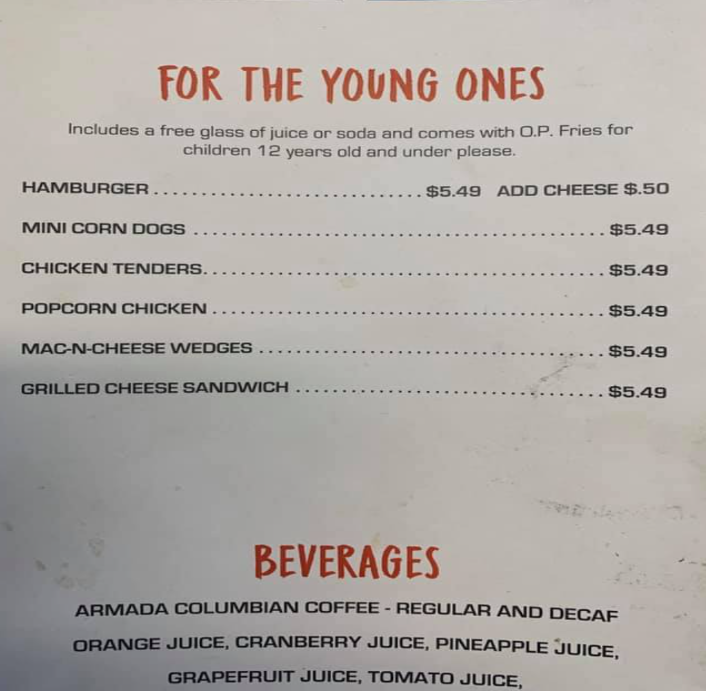 FOR THE YOUNG ONES
Includes a free glass of juice or soda and comes with O.P. Fries for
children 12 years old and under please.
HAMBURGER ............................ $5.49 ADD CHEESE $.50
MINI CORN DOGS ........................................... $5.49
CHICKEN TENDERS.......................................... $5.49
POPCORN CHICKEN ......................................... $5.49
MAC-N-CHEESE WEDGES .................................... $5.49
GRILLED CHEESE SANDWICH ................................. $5.49
BEVERAGES
ARMADA COLUMBIAN COFFEE - REGULAR AND DECAF
ORANGE JUICE, CRANBERRY JUICE, PINEAPPLE JUICE,
GRAPEFRUIT JUICE, TOMATO JUICE,